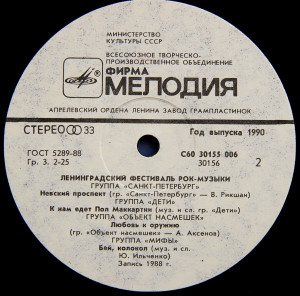 МИНИСТЕРСТВО
КУЛЬТУРЫ СССР
ВСЕСОЮЗНОЕ ТВОРЧЕСКО-
ПРОИЗВОДСТВЕННОЕ ОБЪЕДИНЕНИЕ
ФИРМА
МЕЛОДИЯ
АПРЕЛЕВСКИЙ ОРДЕНА ЛЕНИНА ЗАВОД ГРАМПЛАСТИНОК
СТЕРЕО 33
Год выпуска 1990
ГОСТ 5289-88
С60 30155 006
Гр. 3. 2-25
30156
2
ЛЕНИНГРАДСКИЙ ФЕСТИВАЛЬ РОК-МУЗЫКИ
ГРУППА «САНКТ-ПЕТЕРБУРГ»
Невский проспект (гр. «Санкт-Петербург» — В. Рикшан)
ГРУППА «ДЕТИ»
К нам едет Пол Маккартни (муз. и сл. гр. «Дети»)
ГРУППА «ОБЪЕКТ НАСМЕШЕК»
Любовь к оружию
(гр. «Объект насмешек» — А. Аксенов)
ГРУППА «МИФЫ»
Бей, колокол (муз. и сл.
Ю. Ильченко)
Запись 1988 г.